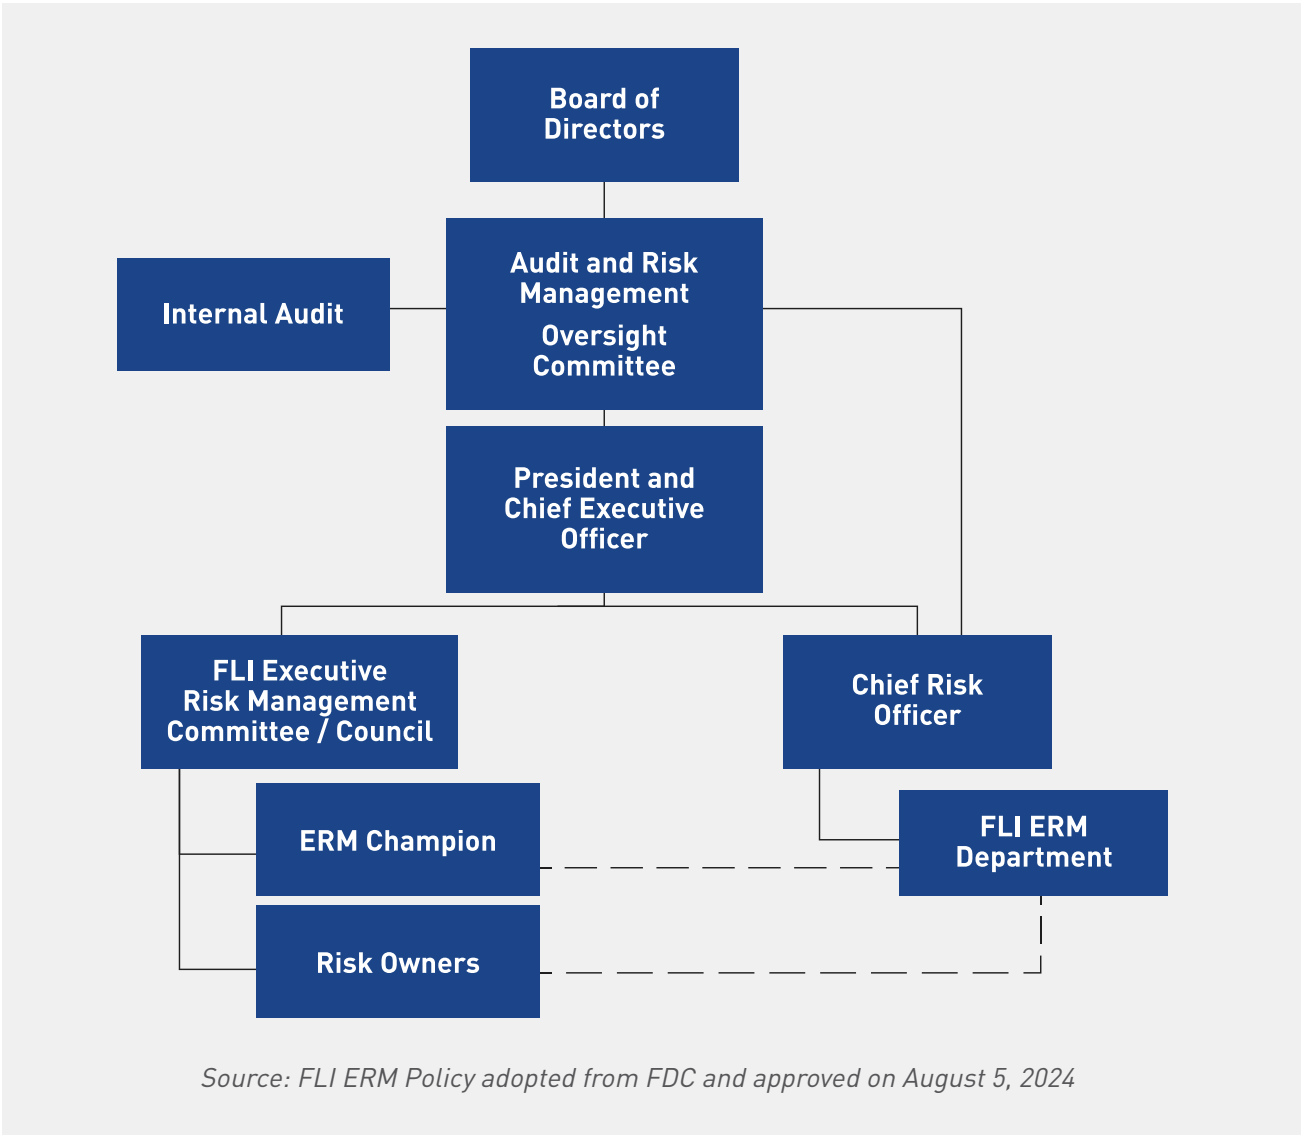 Board of
Directors
Audit and Risk
Management
Oversight
Committee
Internal Audit
President and
Chief Executive
Officer
FLI Executive
Risk Management
Committee / Council
Chief Risk
Officer
ERM Champion
FLI ERM
Department
Risk Owners
Source: FLI ERM Policy adopted from FDC and approved on August 5, 2024